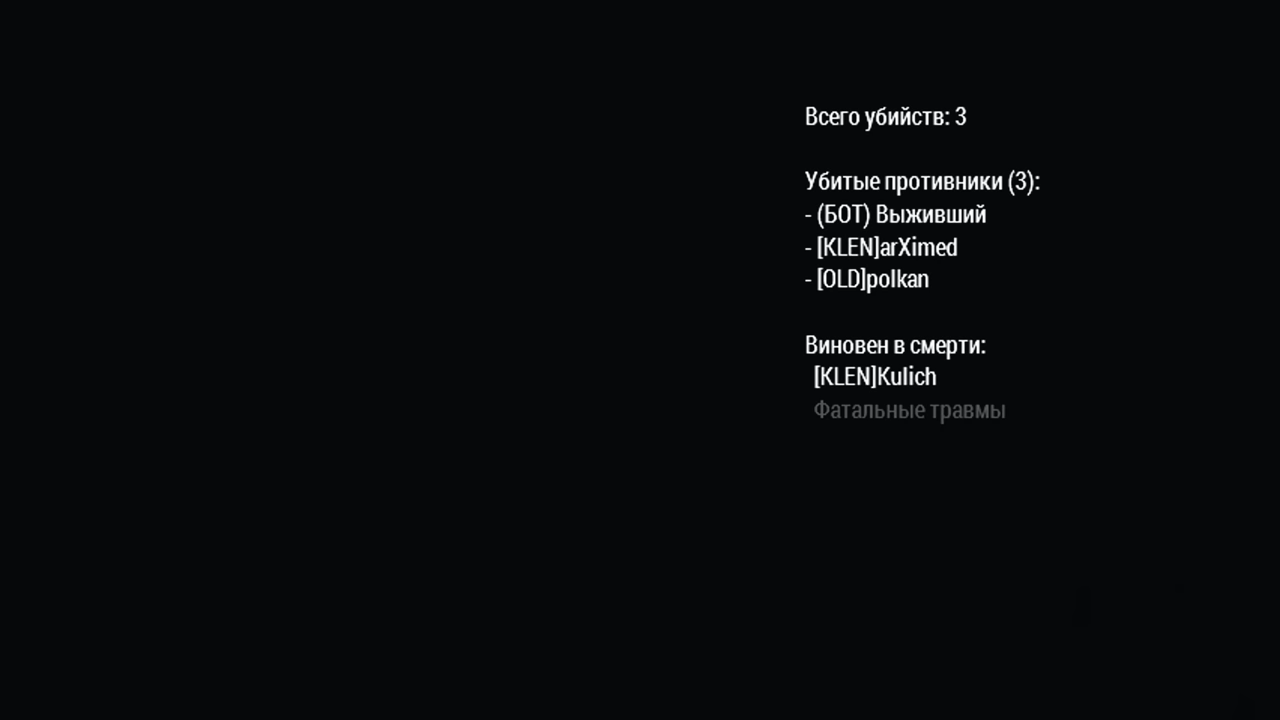 Всего убийств: 3
Убитые противники (3):
- (БОТ) Выживший
- [KLEN]arXimed
- [OLD]polkan
Виновен в смерти:
[KLEN]Kulich
Фатальные травмы